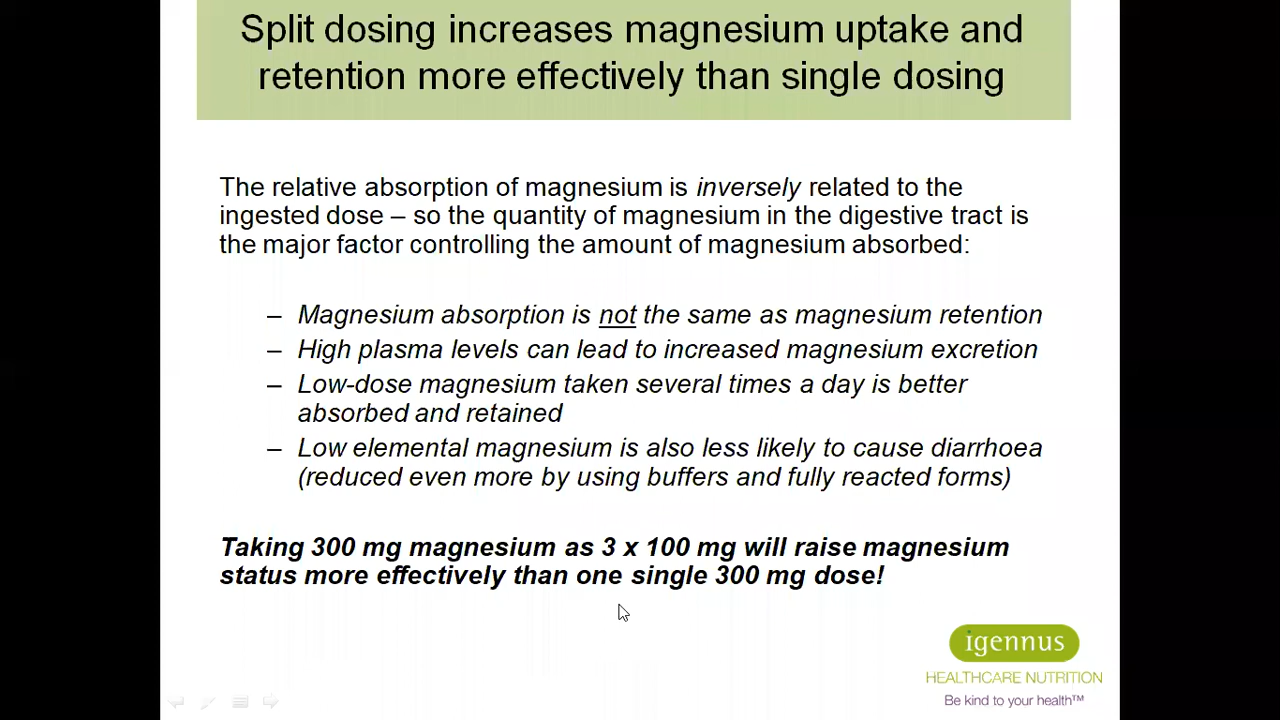 Split dosing increases magnesium uptake and
retention more effectively than single dosing
The relative absorption of magnesium is inversely related to the
ingested dose – so the quantity of magnesium in the digestive tract is
the major factor controlling the amount of magnesium absorbed:
– Magnesium absorption is not the same as magnesium retention
– High plasma levels can lead to increased magnesium excretion
– Low-dose magnesium taken several times a day is better
absorbed and retained
– Low elemental magnesium is also less likely to cause diarrhoea
(reduced even more by using buffers and fully reacted forms)
Taking 300 mg magnesium as 3 x 100 mg will raise magnesium
status more effectively than one single 300 mg dose!
igennus
HEALTHCARE NUTRITION
Be kind to your health™